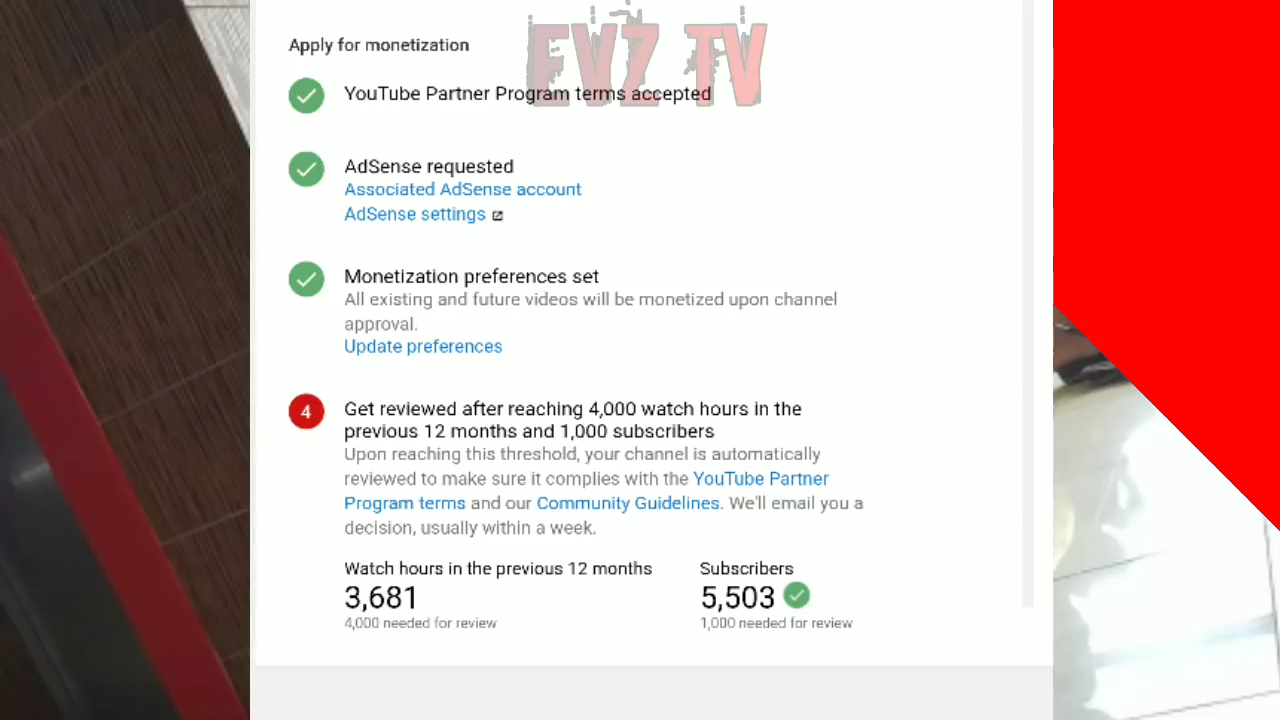 EVZ TV
Apply for monetization
YouTube Partner Program terms accepted
AdSense requested
Associated AdSense account
AdSense settings
Monetization preferences set
All existing and future videos will be monetized upon channel
approval.
Update preferences
4
Get reviewed after reaching 4,000 watch hours in the
previous 12 months and 1,000 subscribers
Upon reaching this threshold, your channel is automatically
reviewed to make sure it complies with the YouTube Partner
Program terms and our Community Guidelines. We'll email you a
decision, usually within a week.
Watch hours in the previous 12 months
3,681
4,000 needed for review
Subscribers
5,503
1,000 needed for review